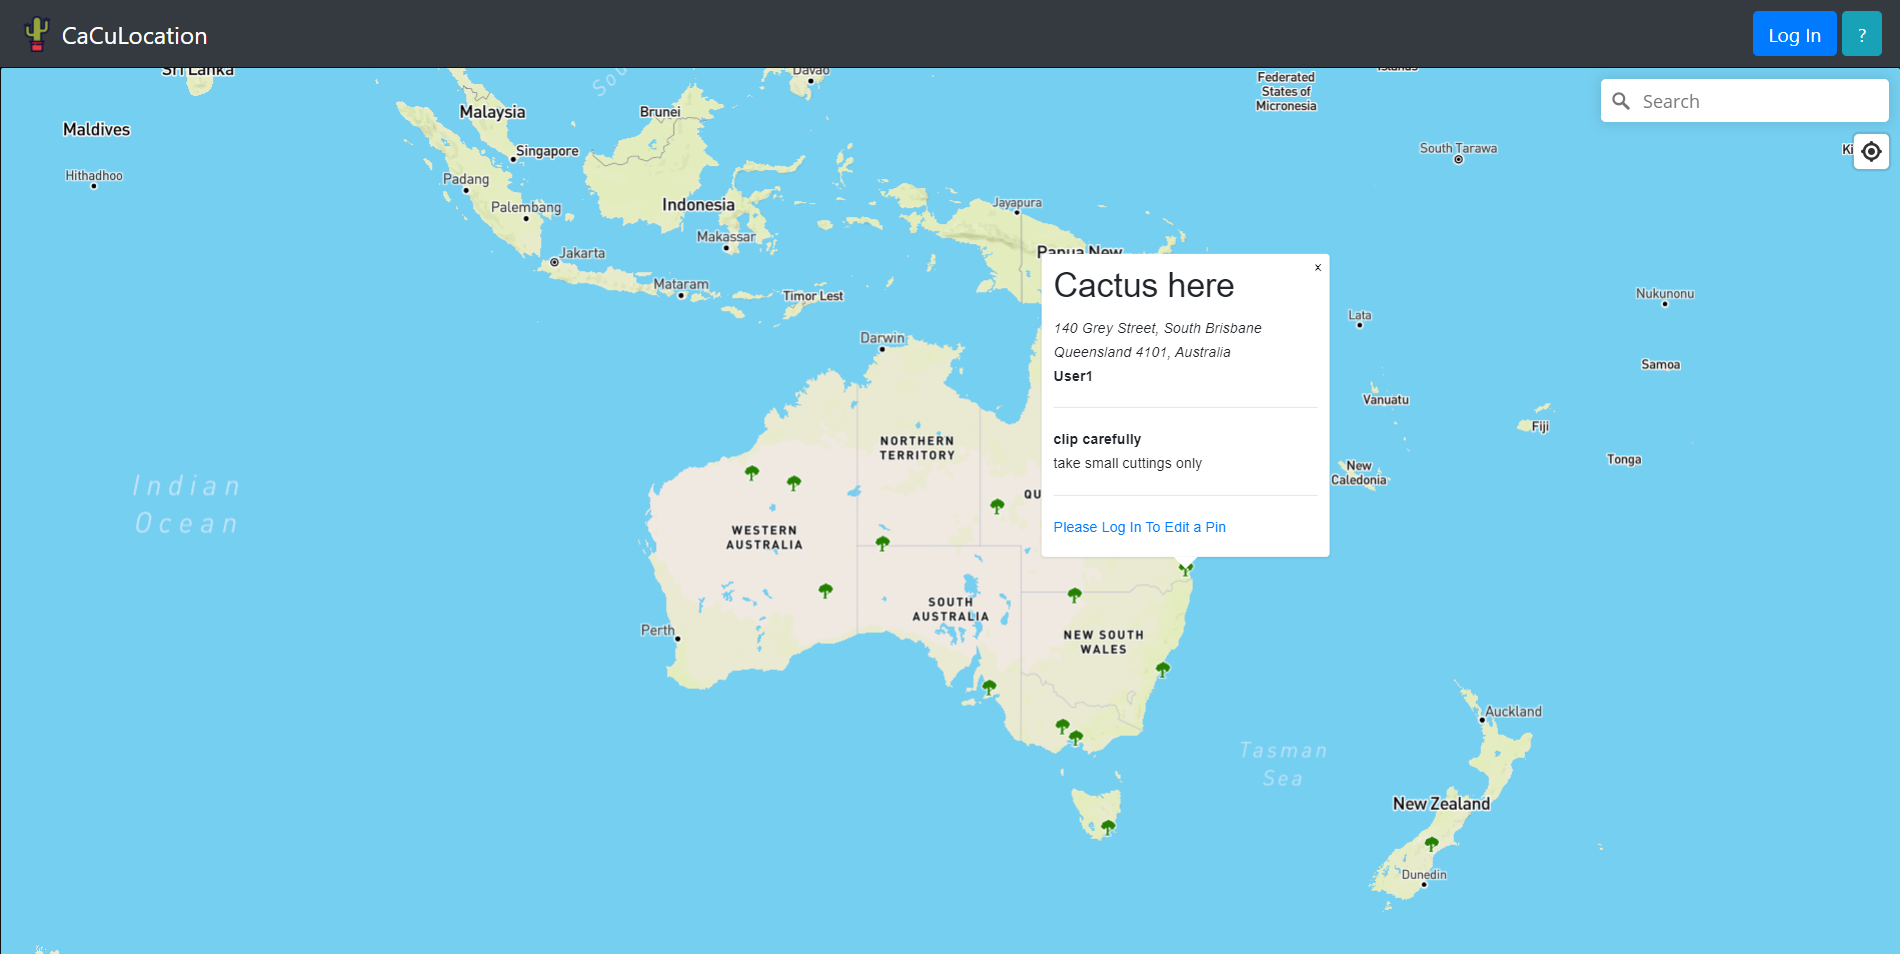 CaCuLocation
Log In
?
Search
Sri Lanka
Davao
Federated
States of
Micronesia
Islands
Malaysia
Brunei
Maldives
Singapore
South Tarawa
Hithadhoo
Padang
Palembang
Indonesia
Jayapura
Makassar
Jakarta
Papua New
Mataram
Timor Lest
Nukunonu
Lata
Darwin
Samoa
Vanuatu
Fiji
Tonga
New
Caledonia
Cactus here
x
140 Grey Street, South Brisbane
Queensland 4101, Australia
User1
clip carefully
take small cuttings only
Please Log In To Edit a Pin
NORTHERN
TERRITORY
QU
Indian
Ocean
WESTERN
AUSTRALIA
SOUTH
AUSTRALIA
NEW SOUTH
WALES
Perth
Auckland
Tasman
Sea
New Zealand
Dunedin